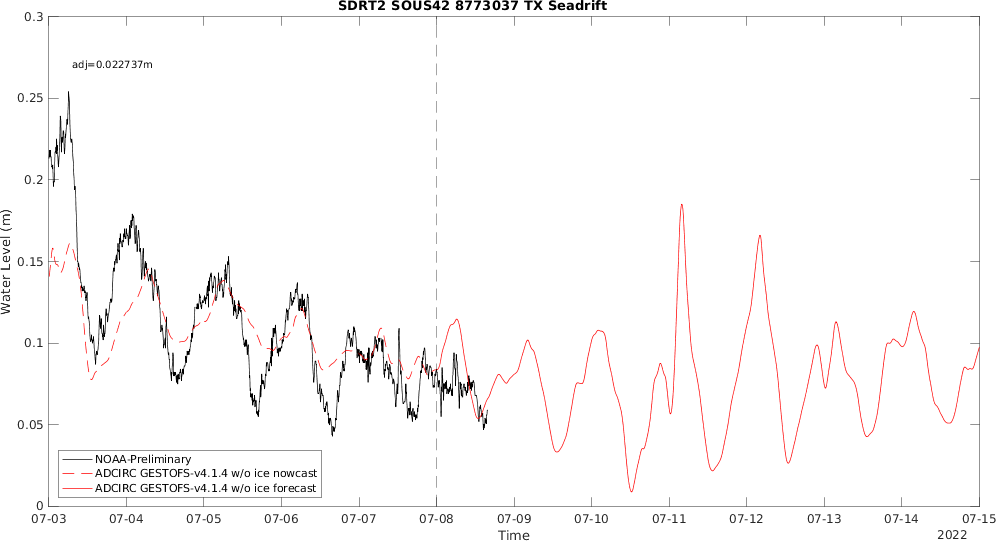 SDRT2 SOUS42 8773037 TX Seadrift
adj=0.022737m
Water Level (m)
0.3
0.25
0.2
0.15
0.1
0.05
0
NOAA-Preliminary
ADCIRC GESTOFS-v4.1.4 w/o ice nowcast
ADCIRC GESTOFS-v4.1.4 w/o ice forecast
07-03 07-04 07-05 07-06 07-07 07-08 07-09 07-10 07-11 07-12 07-13 07-14 07-15
Time
2022